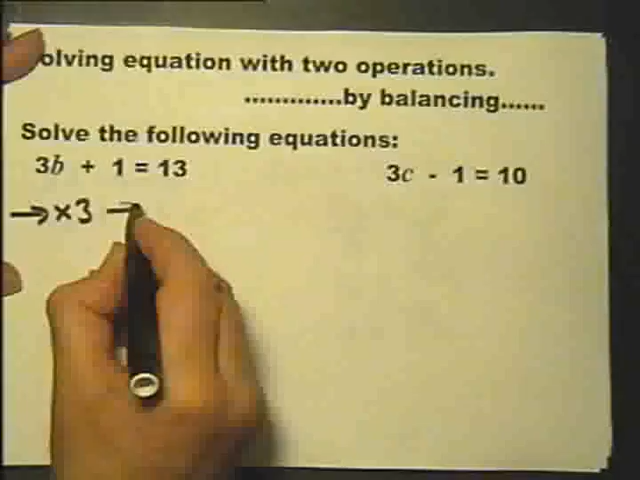 olving equation with two operations.
.............by balancing......
Solve the following equations:
3b + 1 = 13
3c - 1 = 10
→ ×3 →